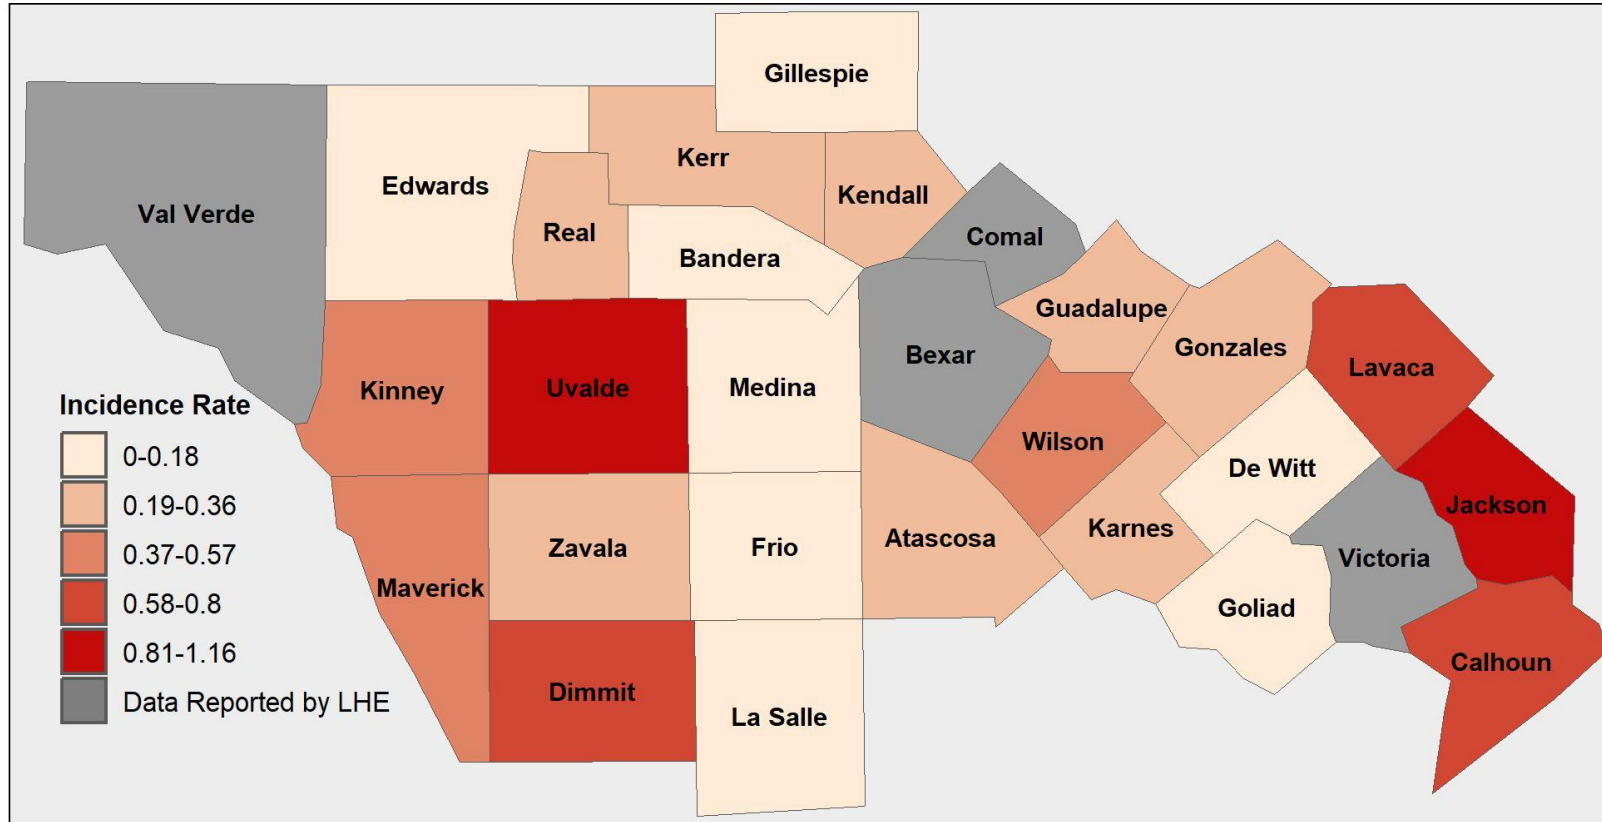 Gillespie
Kerr
Edwards
Kendall
Val Verde
Real
Comal
Bandera
Guadalupe
Gonzales
Bexar
Lavaca
Kinney
Uvalde
Medina
Incidence Rate
0-0.18
0.19-0.36
0.37-0.57
0.58-0.8
0.81-1.16
Data Reported by LHE
Wilson
De Witt
Jackson
Karnes
Atascosa
Zavala
Frio
Victoria
Maverick
Goliad
Calhoun
Dimmit
La Salle